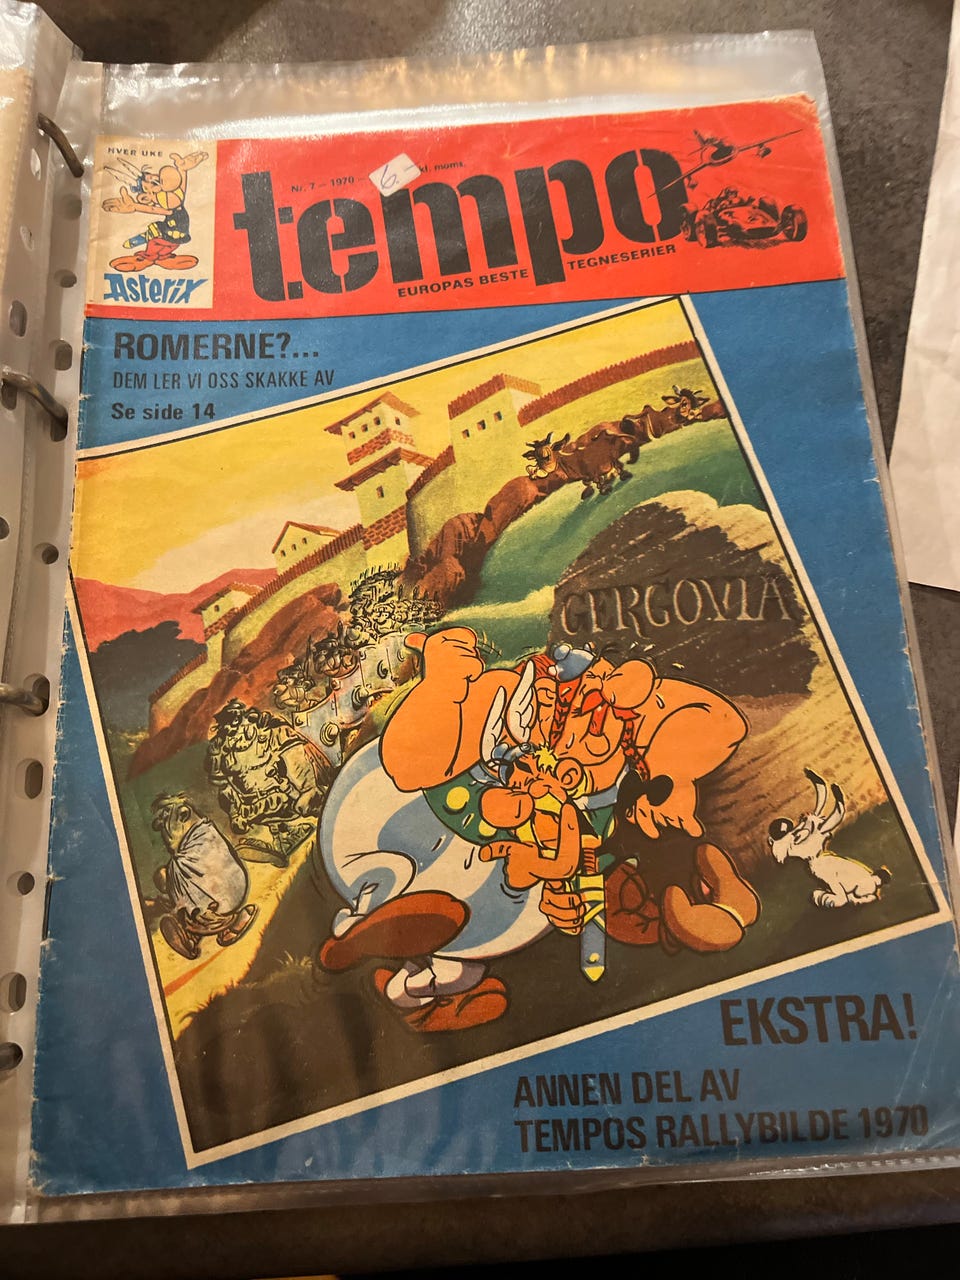 HVER UKE
Asterix
Nr. 7 – 1970 –
6.–
kl. moms.
tempo
EUROPAS BESTE TEGNESERIER
ROMERNE?...
DEM LER VI OSS SKAKKE AV
Se side 14
GERGOVIA
EKSTRA!
ANNEN DEL AV
TEMPOS RALLYBILDE 1970